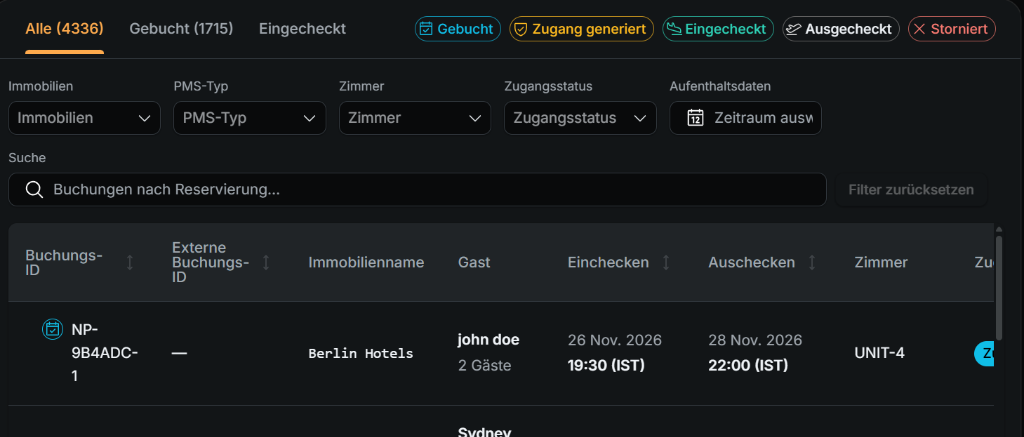 Alle (4336) Gebucht (1715) Eingecheckt Gebucht Zugang generiert Eingecheckt Ausgecheckt Storniert
Immobilien PMS-Typ Zimmer Zugangsstatus Aufenthaltsdaten
Immobilien PMS-Typ Zimmer Zugangsstatus 12 Zeitraum ausw
Suche
Buchungen nach Reservierung... Filter zurücksetzen
Buchungs-
ID
Externe
Buchungs-
ID
Immobilienname Gast Einchecken Auschecken Zimmer Zu
NP-
9B4ADC-
1
—
Berlin Hotels
john doe
2 Gäste
26 Nov. 2026
19:30 (IST)
28 Nov. 2026
22:00 (IST)
UNIT-4
Sydney